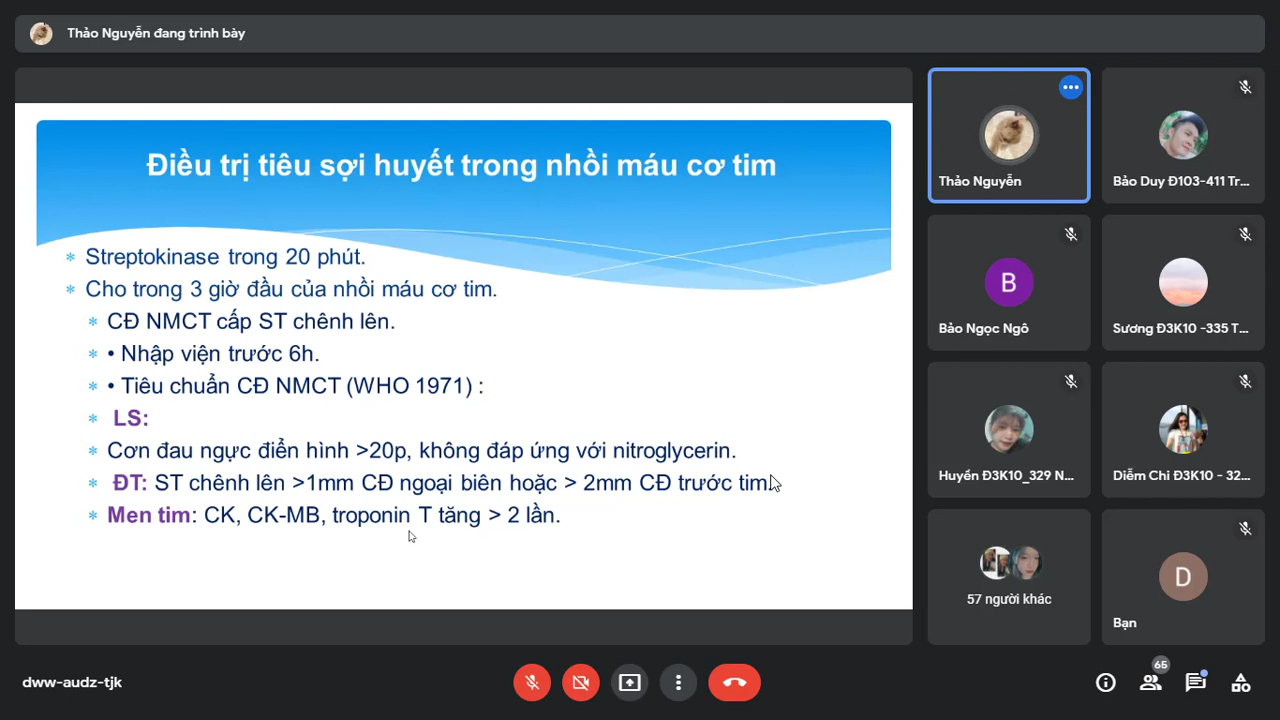 Thảo Nguyễn đang trình bày
Điều trị tiêu sợi huyết trong nhồi máu cơ tim
* Streptokinase trong 20 phút.
* Cho trong 3 giờ đầu của nhồi máu cơ tim.
* CĐ NMCT cấp ST chênh lên.
* • Nhập viện trước 6h.
* • Tiêu chuẩn CĐ NMCT (WHO 1971) :
* LS:
* Cơn đau ngực điển hình >20p, không đáp ứng với nitroglycerin.
* ĐT: ST chênh lên >1mm CĐ ngoại biên hoặc > 2mm CĐ trước tim.
* Men tim: CK, CK-MB, troponin T tăng > 2 lần.
Thảo Nguyễn
Bảo Duy Đ103-411 Tr...
B
Bảo Ngọc Ngô
Sương Đ3K10 -335 T...
Huyền Đ3K10_329 N...
Diễm Chi Đ3K10 - 32...
57 người khác
D
Bạn
dww-audz-tjk
65